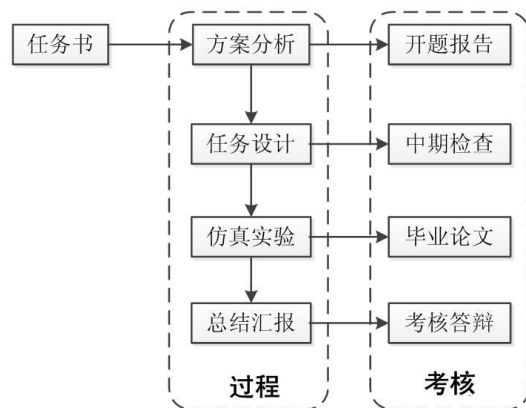 任务书
方案分析
开题报告
任务设计
中期检查
仿真实验
毕业论文
总结汇报
考核答辩
过程
考核